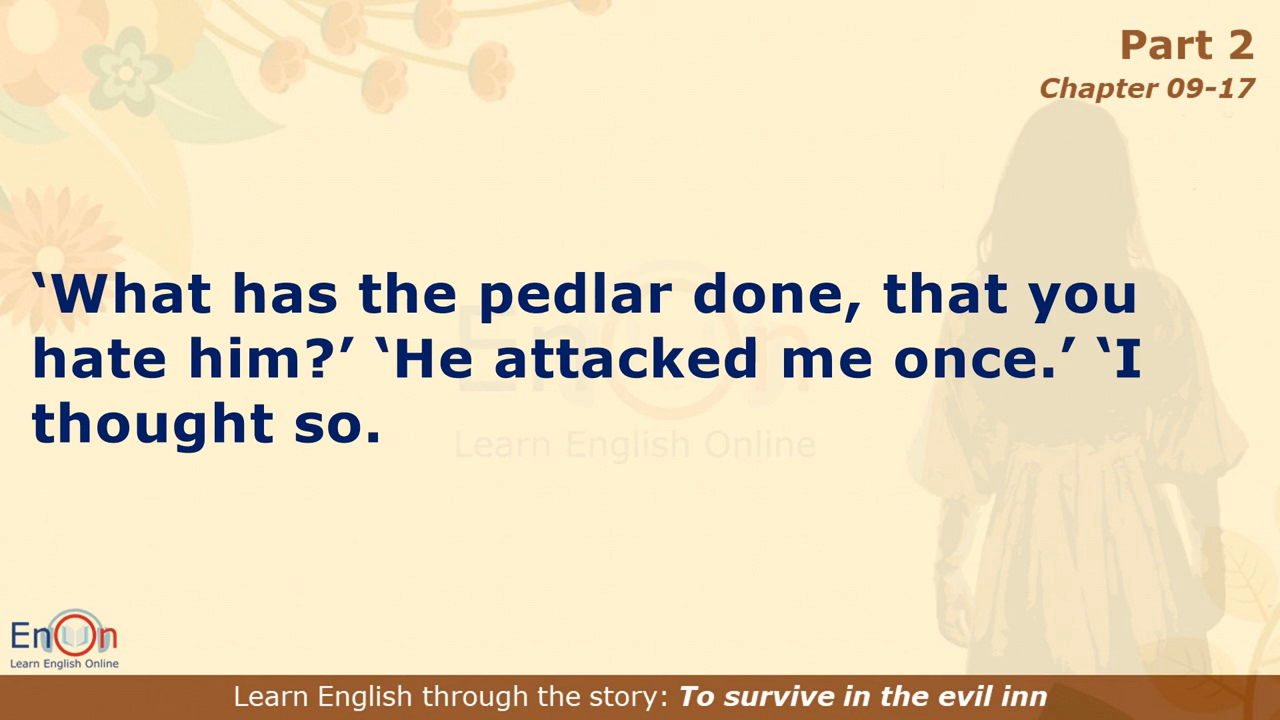 Part 2
Chapter 09-17
‘What has the pedlar done, that you
hate him?’ ‘He attacked me once.’ ‘I
thought so.
EnOn
Learn English Online
EnOn
Learn English Online
Learn English through the story: To survive in the evil inn